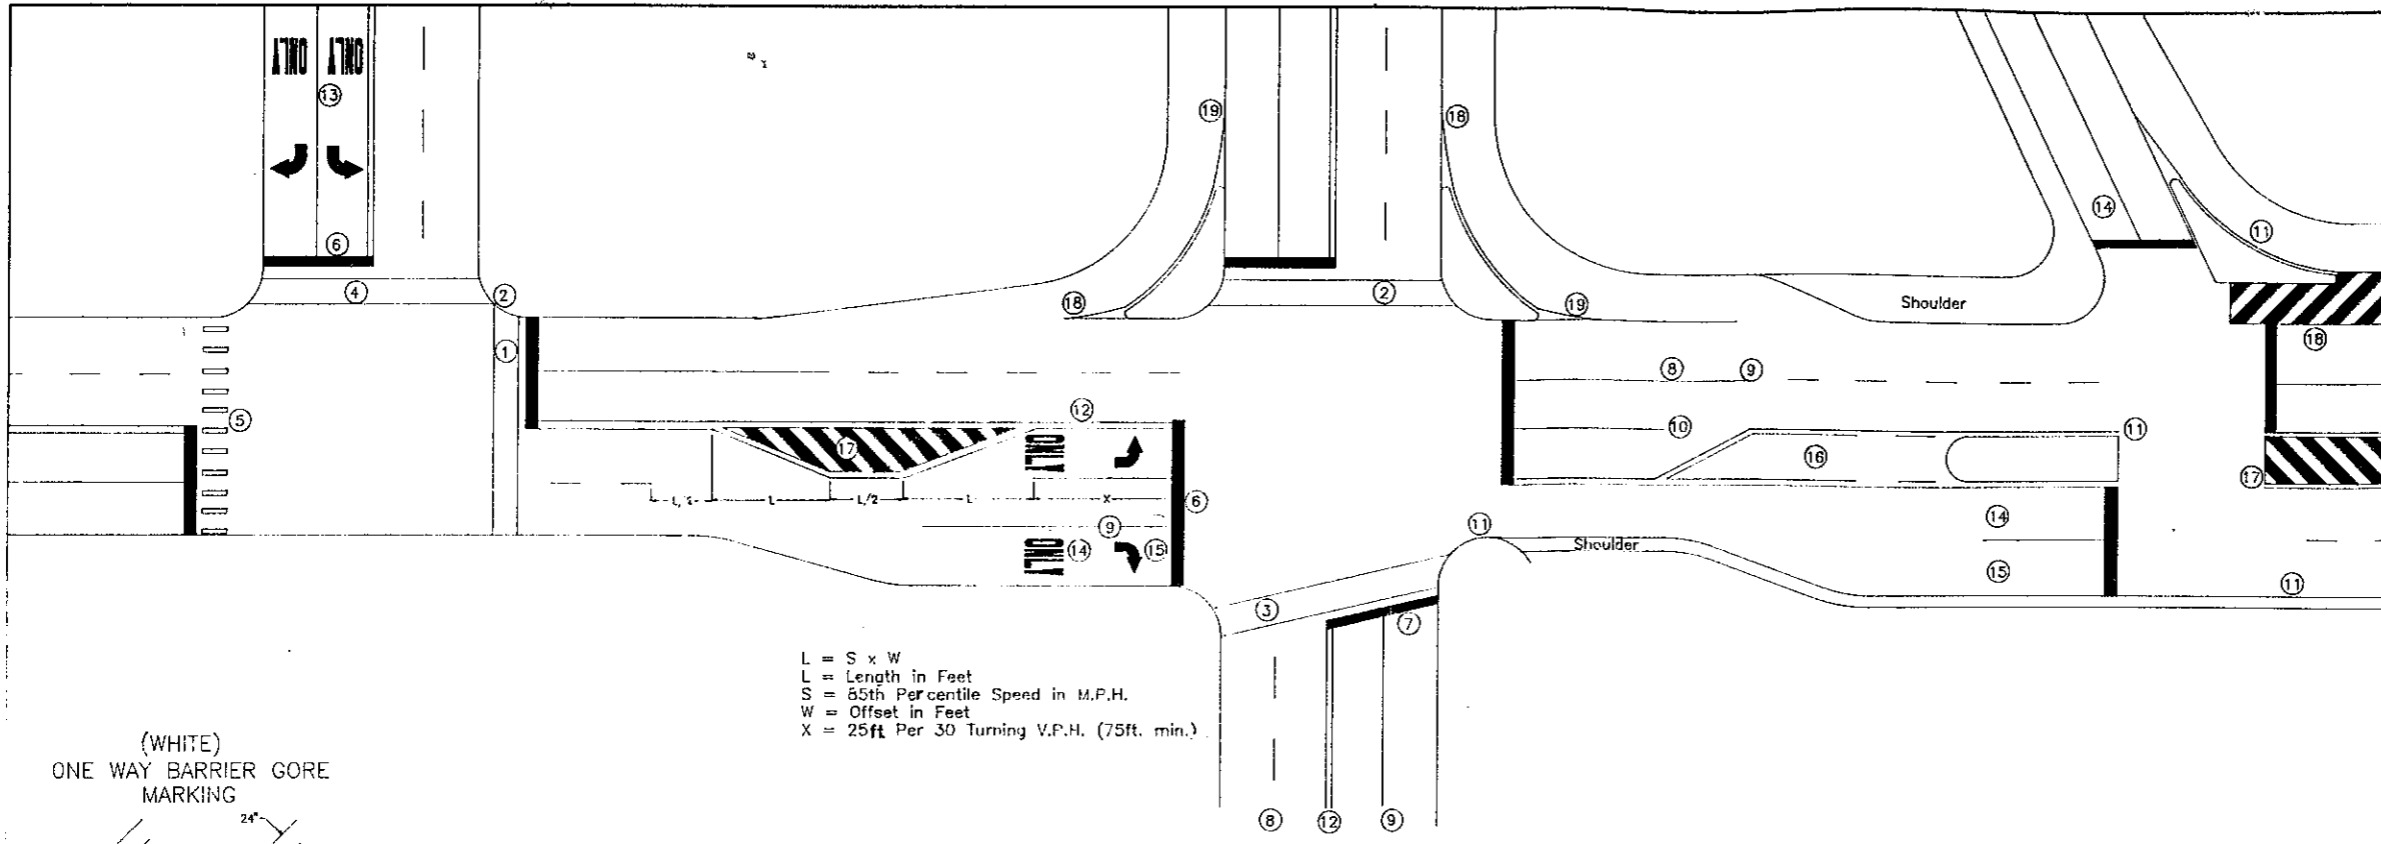 ONLY ONLY
13
6
4
2
1
5
19
18
18
2
19
14
11
Shoulder
18
8
9
12
10
11
17
16
17
ONLY
L
L/2
L
X
6
9
14
15
ONLY
11
Shoulder
14
15
11
3
7
L = S x W
L = Length in Feet
S = 85th Percentile Speed in M.P.H.
W = Offset in Feet
X = 25ft Per 30 Turning V.P.H. (75ft. min.)
8
12
9
(WHITE)
ONE WAY BARRIER GORE
MARKING
24"